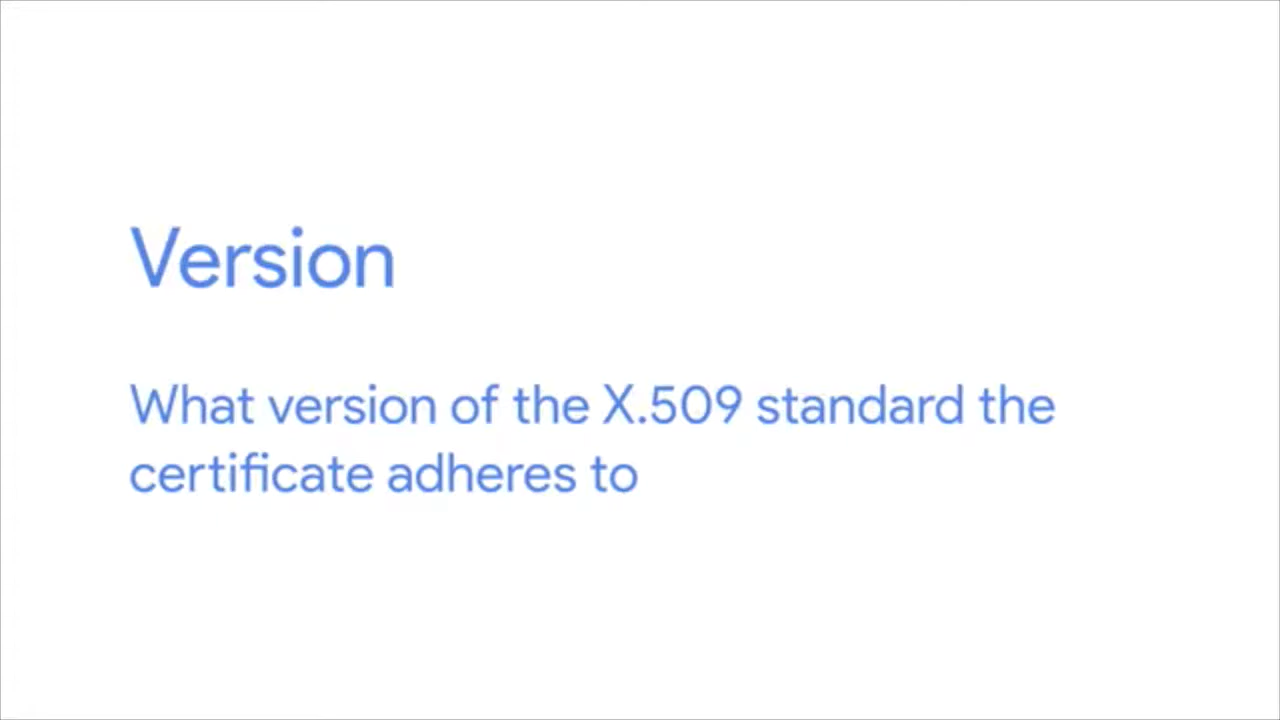 Version
What version of the X.509 standard the
certificate adheres to